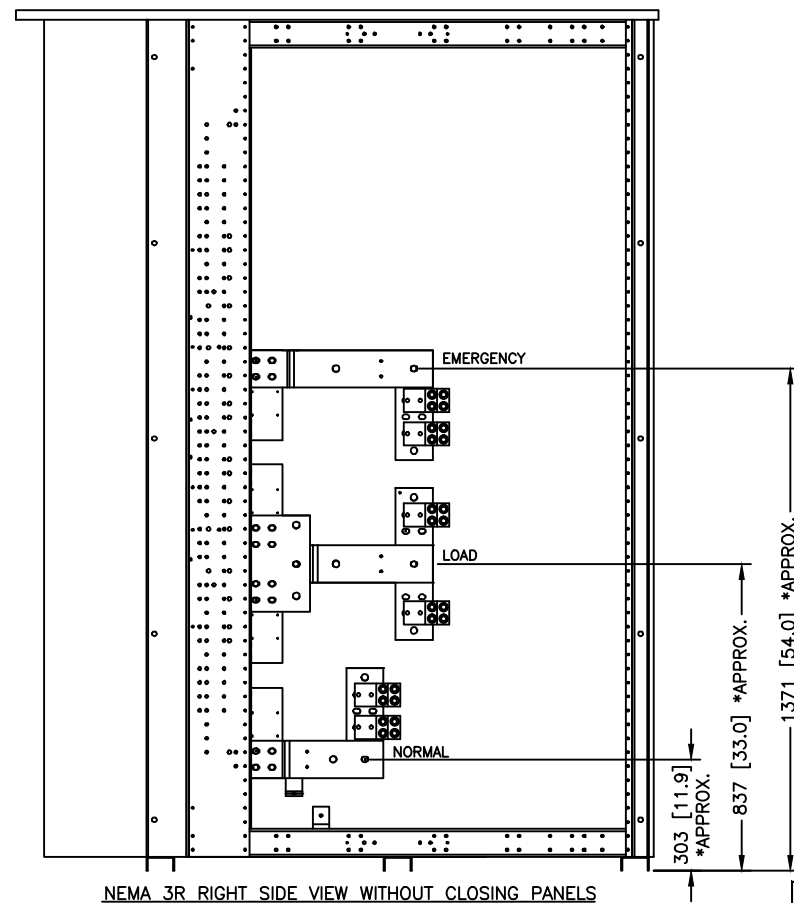 EMERGENCY
LOAD
NORMAL
303 [11.9]
*APPROX.
837 [33.0] *APPROX.
1371 [54.0] *APPROX.
NEMA 3R RIGHT SIDE VIEW WITHOUT CLOSING PANELS